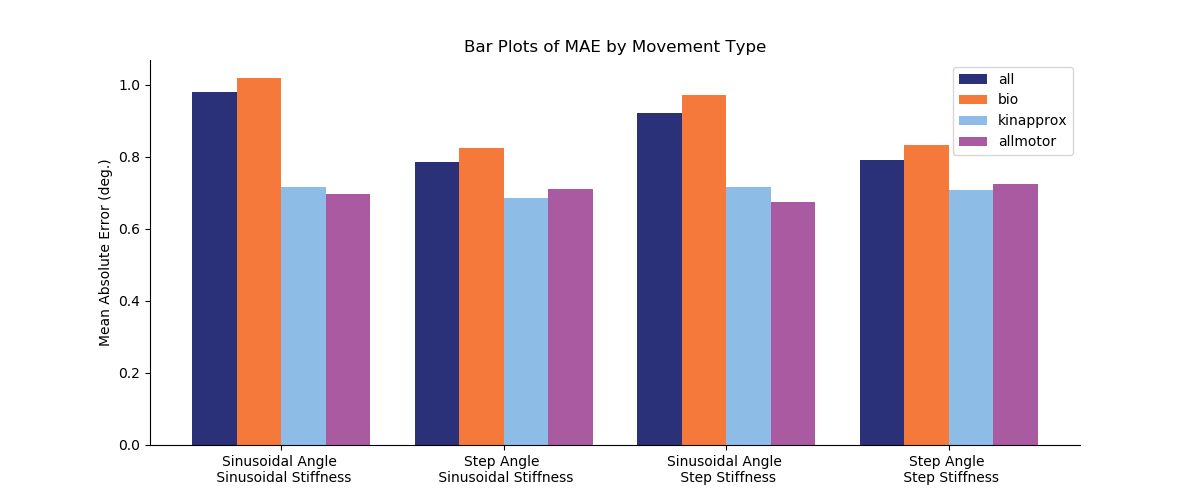 Bar Plots of MAE by Movement Type
Mean Absolute Error (deg.)
1.0
0.8
0.6
0.4
0.2
0.0
all
bio
kinapprox
allmotor
Sinusoidal Angle
Sinusoidal Stiffness
Step Angle
Sinusoidal Stiffness
Sinusoidal Angle
Step Stiffness
Step Angle
Step Stiffness